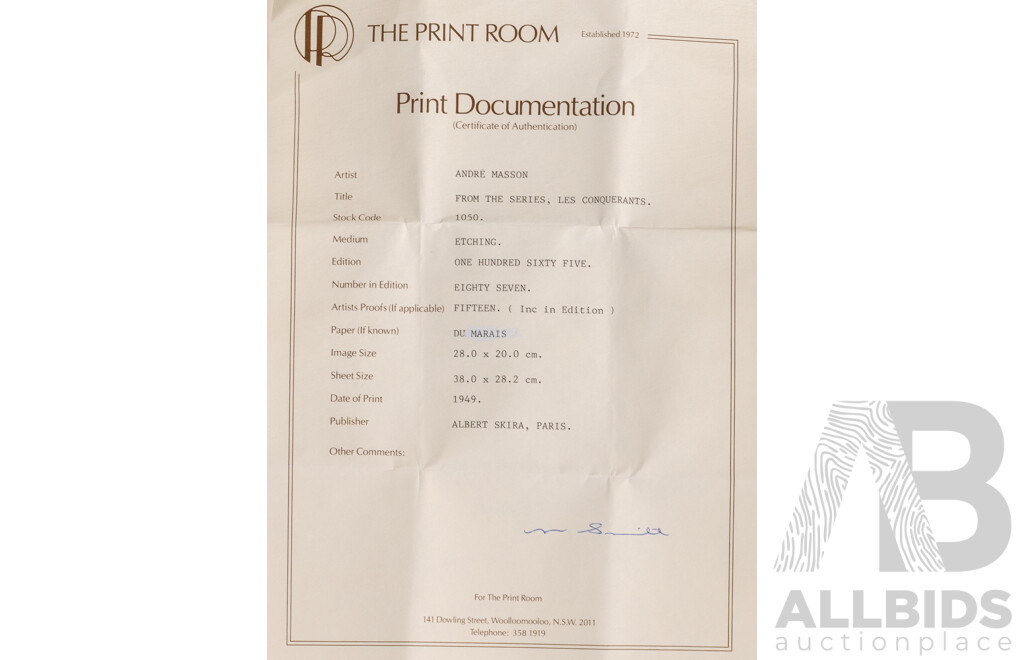 THE PRINT ROOM Established 1972
Print Documentation
(Certificate of Authentication)
Artist ANDRE MASSON
Title FROM THE SERIES, LES CONQUERANTS.
Stock Code 1050.
Medium ETCHING.
Edition ONE HUNDRED SIXTY FIVE.
Number in Edition EIGHTY SEVEN.
Artists Proofs (If applicable) FIFTEEN. ( Inc in Edition )
Paper (If known) DU MARAIS
Image Size 28.0 x 20.0 cm.
Sheet Size 38.0 x 28.2 cm.
Date of Print 1949.
Publisher ALBERT SKIRA, PARIS.
Other Comments:
For The Print Room
141 Dowling Street, Woolloomooloo, N.S.W. 2011
Telephone: 358 1919
AB
ALLBIDS
auctionplace